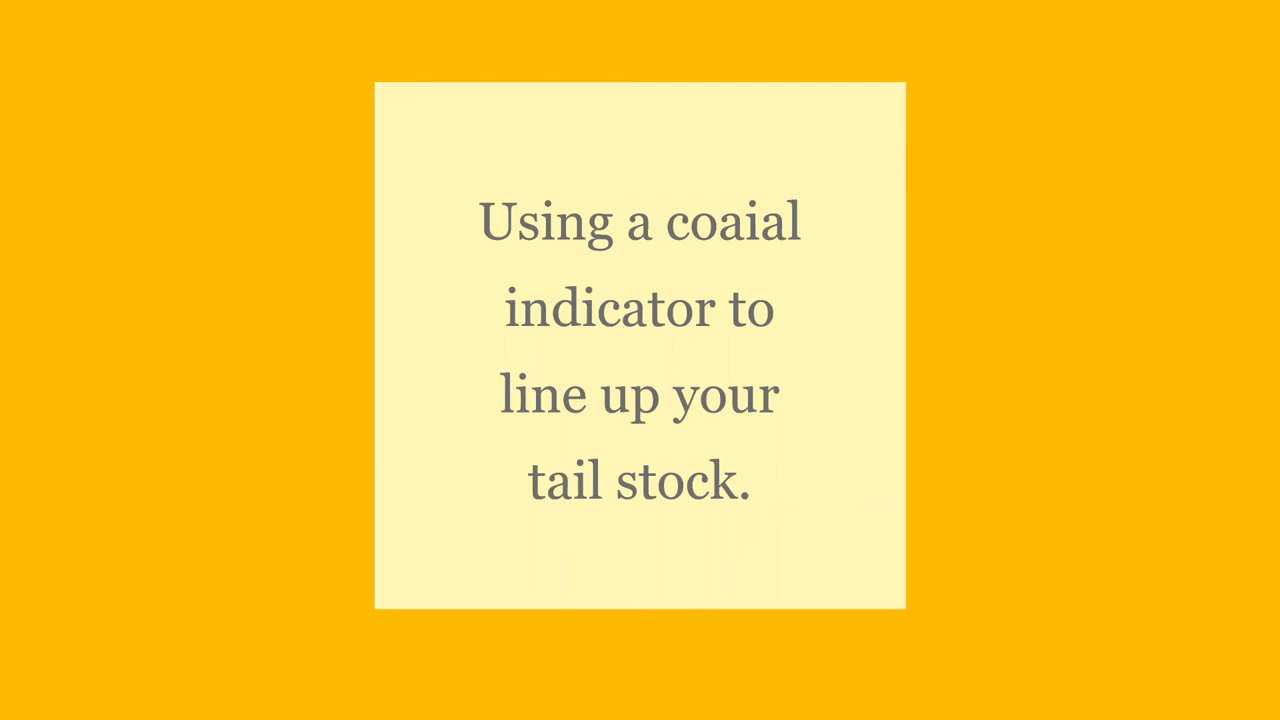 Using a coaial
indicator to
line up your
tail stock.